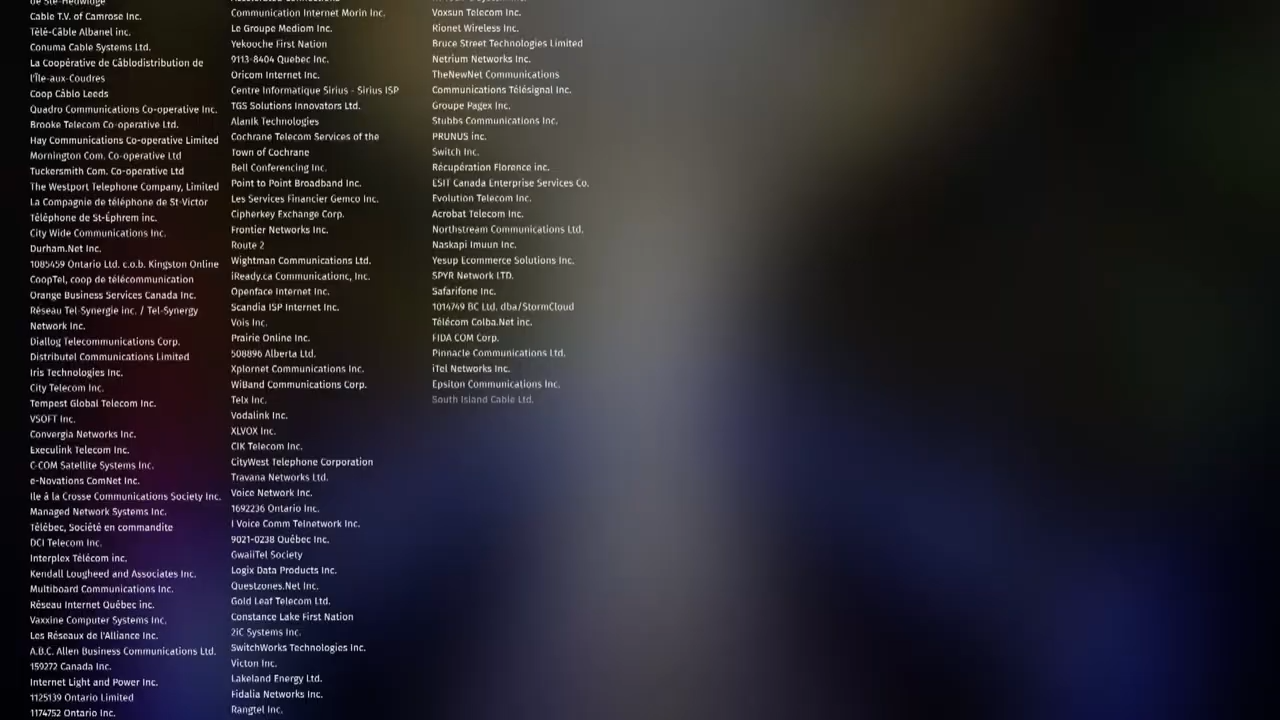 de Ste-Hedwidge
Cable T.V. of Camrose Inc.
Télé-Câble Albanel inc.
Conuma Cable Systems Ltd.
La Coopérative de Câblodistribution de
l'Île-aux-Coudres
Coop Câblo Leeds
Quadro Communications Co-operative Inc.
Brooke Telecom Co-operative Ltd.
Hay Communications Co-operative Limited
Mornington Com. Co-operative Ltd
Tuckersmith Com. Co-operative Ltd
The Westport Telephone Company, Limited
La Compagnie de téléphone de St-Victor
Téléphone de St-Éphrem inc.
City Wide Communications Inc.
Durham.Net Inc.
1085459 Ontario Ltd. c.o.b. Kingston Online
CoopTel, coop de télécommunication
Orange Business Services Canada Inc.
Réseau Tel-Synergie inc. / Tel-Synergy
Network Inc.
Diallog Telecommunications Corp.
Distributel Communications Limited
Iris Technologies Inc.
City Telecom Inc.
Tempest Global Telecom Inc.
VSOFT Inc.
Convergia Networks Inc.
Execulink Telecom Inc.
C-COM Satellite Systems Inc.
e-Novations ComNet Inc.
Ile à la Crosse Communications Society Inc.
Managed Network Systems Inc.
Télébec, Société en commandite
DCI Telecom Inc.
Interplex Télécom inc.
Kendall Lougheed and Associates Inc.
Multiboard Communications Inc.
Réseau Internet Québec inc.
Vaxxine Computer Systems Inc.
Les Réseaux de l'Alliance Inc.
A.B.C. Allen Business Communications Ltd.
159272 Canada Inc.
Internet Light and Power Inc.
1125139 Ontario Limited
1174752 Ontario Inc.
Communication Internet Morin Inc.
Le Groupe Mediom Inc.
Yekooche First Nation
9113-8404 Quebec Inc.
Oricom Internet Inc.
Centre Informatique Sirius - Sirius ISP
TGS Solutions Innovators Ltd.
Alanik Technologies
Cochrane Telecom Services of the
Town of Cochrane
Bell Conferencing Inc.
Point to Point Broadband Inc.
Les Services Financier Gemco Inc.
Cipherkey Exchange Corp.
Frontier Networks Inc.
Route 2
Wightman Communications Ltd.
iReady.ca Communicationc, Inc.
Openface Internet Inc.
Scandia ISP Internet Inc.
Vois Inc.
Prairie Online Inc.
508896 Alberta Ltd.
Xplornet Communications Inc.
WiBand Communications Corp.
Telx Inc.
Vodalink Inc.
XLVOX Inc.
CIK Telecom Inc.
CityWest Telephone Corporation
Travana Networks Ltd.
Voice Network Inc.
1692236 Ontario Inc.
I Voice Comm Telnetwork Inc.
9021-0238 Québec Inc.
GwaiiTel Society
Logix Data Products Inc.
Questzones.Net Inc.
Gold Leaf Telecom Ltd.
Constance Lake First Nation
2iC Systems Inc.
SwitchWorks Technologies Inc.
Victon Inc.
Lakeland Energy Ltd.
Fidalia Networks Inc.
Rangtel Inc.
Voxsun Telecom Inc.
Rionet Wireless Inc.
Bruce Street Technologies Limited
Netrium Networks Inc.
TheNewNet Communications
Communications Télésignal Inc.
Groupe Pagex Inc.
Stubbs Communications Inc.
PRUNUS inc.
Switch Inc.
Récupération Florence inc.
ESIT Canada Enterprise Services Co.
Evolution Telecom Inc.
Acrobat Telecom Inc.
Northstream Communications Ltd.
Naskapi Imuun Inc.
Yesup Ecommerce Solutions Inc.
SPYR Network LTD.
Safarifone Inc.
1014749 BC Ltd. dba/StormCloud
Télécom Colba.Net inc.
FIDA COM Corp.
Pinnacle Communications Ltd.
iTel Networks Inc.
Epsilon Communications Inc.
South Island Cable Ltd.